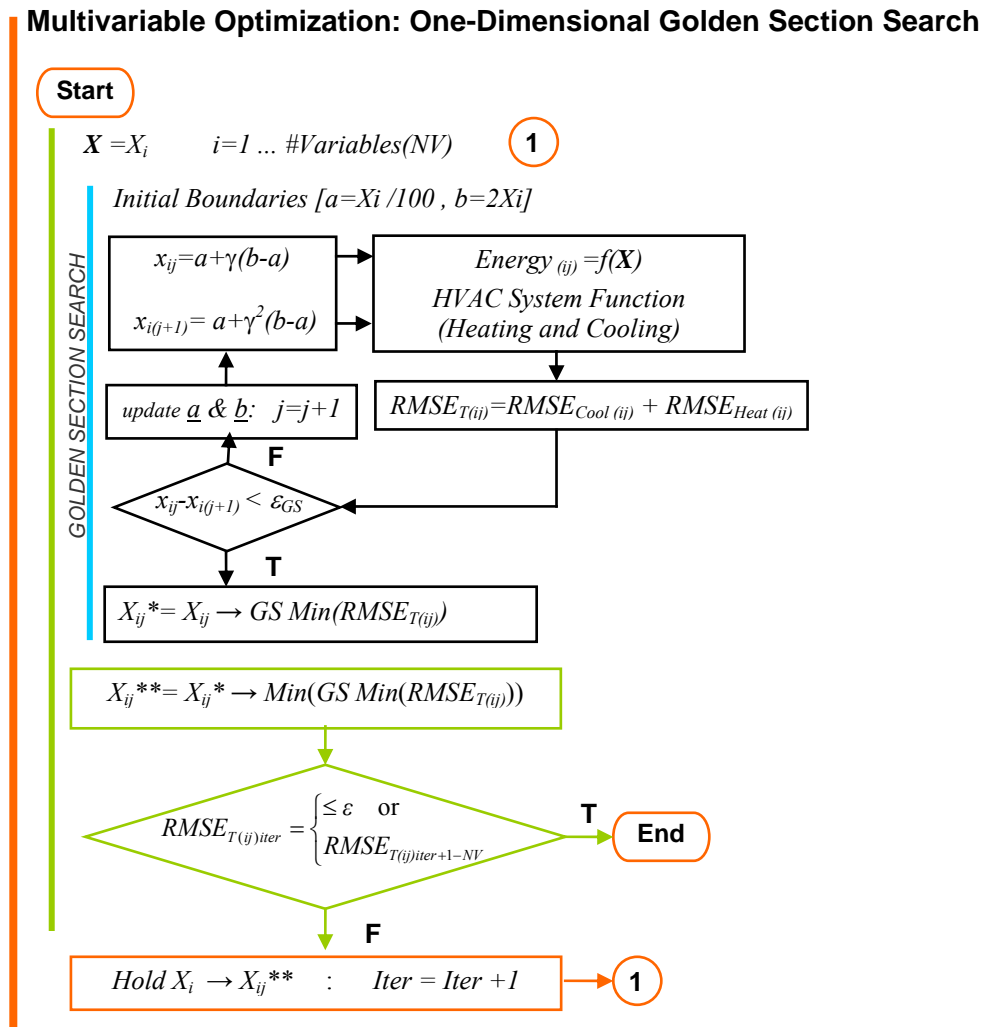 Multivariable Optimization: One-Dimensional Golden Section Search
Start
X =Xi i=1 ... #Variables(NV) 1
Initial Boundaries [a=Xi /100 , b=2Xi]
GOLDEN SECTION SEARCH
xij=a+γ(b-a)
xi(j+1)= a+γ²(b-a)
Energy (ij) =f(X)
HVAC System Function
(Heating and Cooling)
update a & b: j=j+1
RMSET(ij)=RMSECool (ij) + RMSEHeat (ij)
F
xij-xi(j+1)< εGS
T
Xij*= Xij → GS Min(RMSET(ij))
Xij**= Xij* → Min(GS Min(RMSET(ij)))
RMSET(ij)iter = { ≤ ε or
RMSET(ij)iter+1−NV
T
End
F
Hold Xi → Xij** : Iter = Iter +1
1